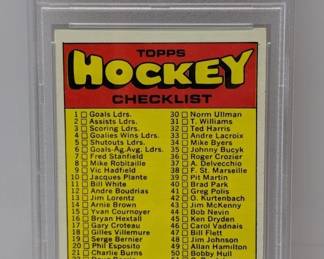 TOPPS
HOCKEY
CHECKLIST
1 Goals Ldrs.
2 Assists Ldrs.
3 Scoring Ldrs.
4 Goalies Wins Ldrs.
5 Shutouts Ldrs.
6 Goals-Ag.Avg. Ldrs.
7 Fred Stanfield
8 Mike Robitaille
9 Vic Hadfield
10 Jacques Plante
11 Bill White
12 Andre Boudrias
13 Jim Lorentz
14 Arnie Brown
15 Yvan Cournoyer
16 Bryan Hextall
17 Gary Croteau
18 Gilles Villemure
19 Serge Bernier
20 Phil Esposito
21 Charlie Burns
30 Norm Ullman
31 T. Williams
32 Ted Harris
33 Andre Lacroix
34 Mike Byers
35 Johnny Bucyk
36 Roger Crozier
37 A. Delvecchio
38 F. St. Marseille
39 Pit Martin
40 Brad Park
41 Greg Polis
42 O. Kurtenbach
43 Jim McKenny
44 Bob Nevin
45 Ken Dryden
46 Carol Vadnais
47 Bill Flett
48 Jim Johnson
49 Allan Hamilton
50 Bobby Hull